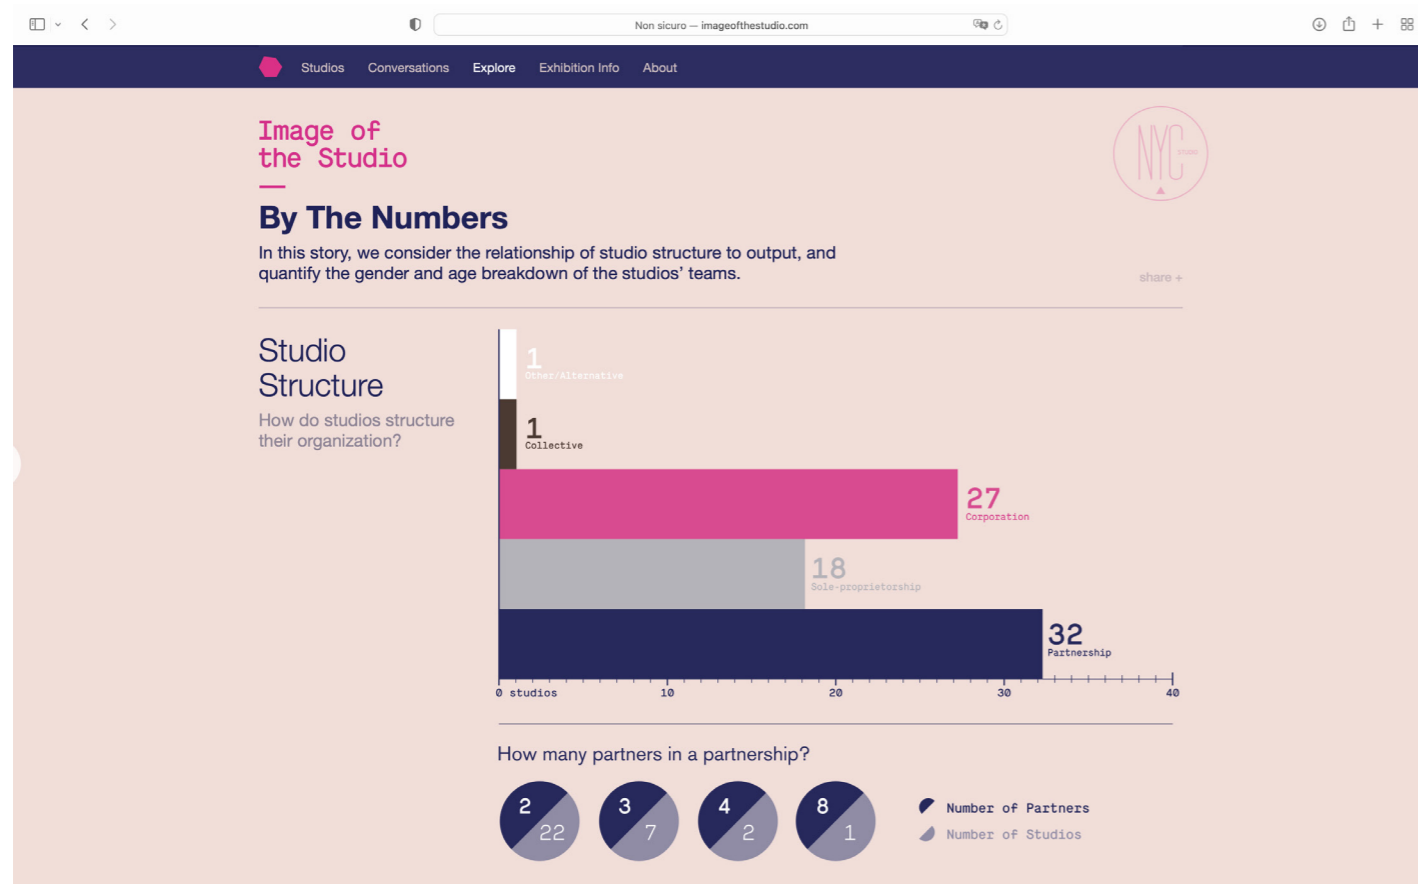 Non sicuro — imageofthestudio.com
Studios Conversations Explore Exhibition Info About
Image of
the Studio
NYC
STUDIO
By The Numbers
In this story, we consider the relationship of studio structure to output, and
quantify the gender and age breakdown of the studios' teams.
share +
Studio
Structure
How do studios structure
their organization?
1
Other/Alternative
1
Collective
27
Corporation
18
Sole-proprietorship
32
Partnership
0 studios 10 20 30 40
How many partners in a partnership?
2 3 4 8
22 7 2 1
Number of Partners
Number of Studios